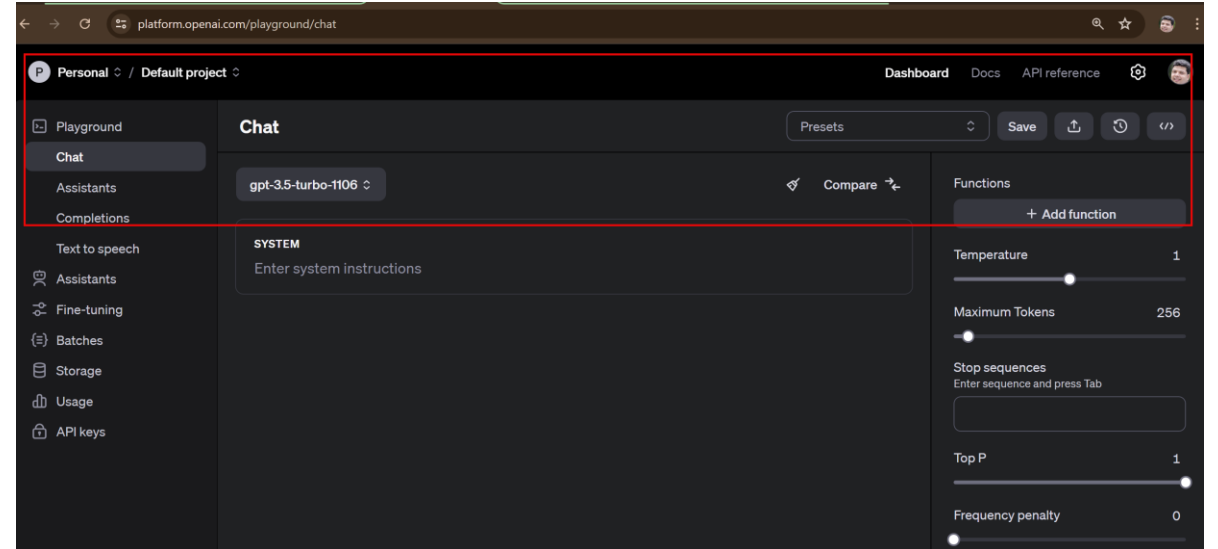 platform.openai.com/playground/chat
P Personal / Default project
Dashboard Docs API reference
Playground
Chat
Assistants
Completions
Text to speech
Assistants
Fine-tuning
Batches
Storage
Usage
API keys
Chat
Presets
Save
gpt-3.5-turbo-1106
Compare
SYSTEM
Enter system instructions
Functions
+ Add function
Temperature 1
Maximum Tokens 256
Stop sequences
Enter sequence and press Tab
Top P 1
Frequency penalty 0